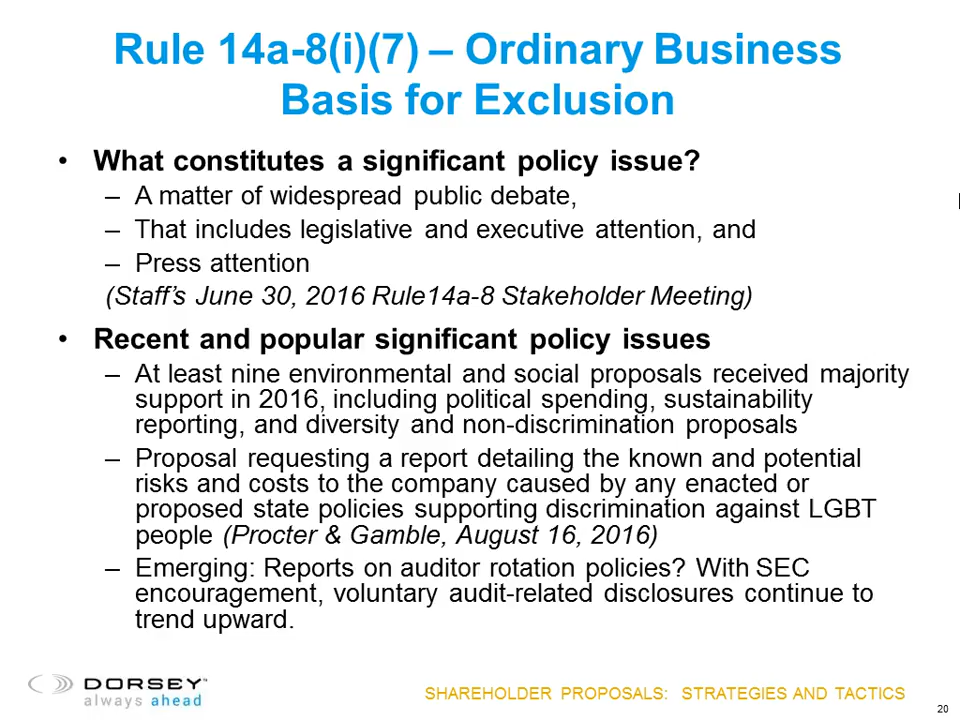 Rule 14a-8(i)(7) – Ordinary Business
Basis for Exclusion
• What constitutes a significant policy issue?
– A matter of widespread public debate,
– That includes legislative and executive attention, and
– Press attention
(Staff's June 30, 2016 Rule14a-8 Stakeholder Meeting)
• Recent and popular significant policy issues
– At least nine environmental and social proposals received majority
support in 2016, including political spending, sustainability
reporting, and diversity and non-discrimination proposals
– Proposal requesting a report detailing the known and potential
risks and costs to the company caused by any enacted or
proposed state policies supporting discrimination against LGBT
people (Procter & Gamble, August 16, 2016)
– Emerging: Reports on auditor rotation policies? With SEC
encouragement, voluntary audit-related disclosures continue to
trend upward.
DORSEY™
always ahead
SHAREHOLDER PROPOSALS: STRATEGIES AND TACTICS
20